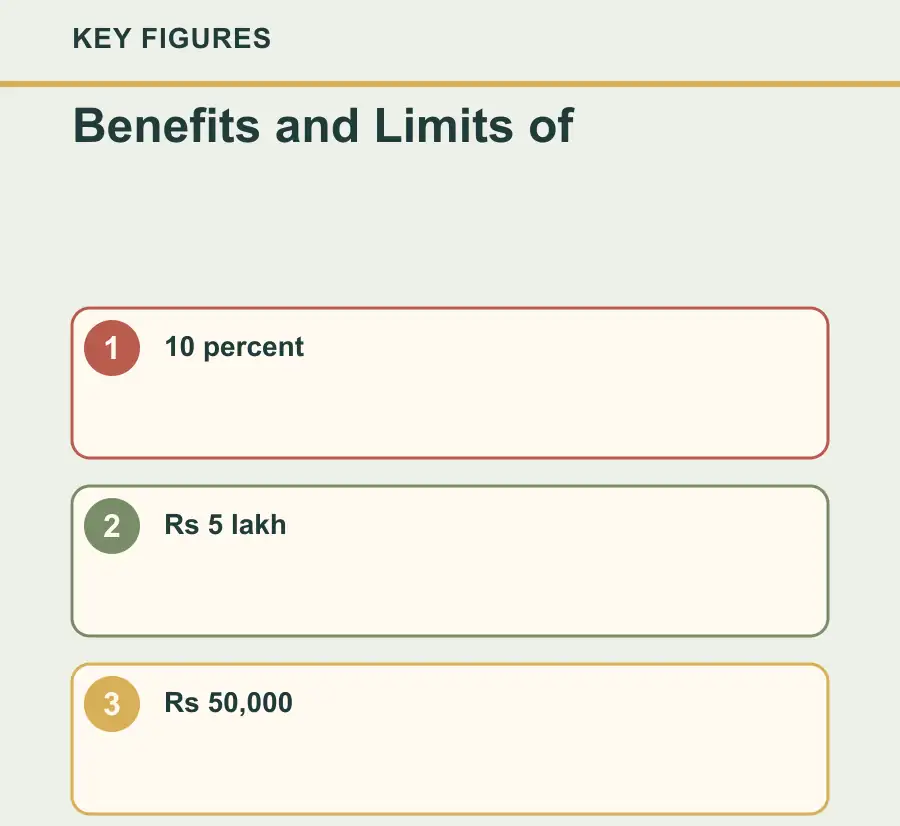 KEY FIGURES
Benefits and Limits of
1 10 percent
2 Rs 5 lakh
3 Rs 50,000